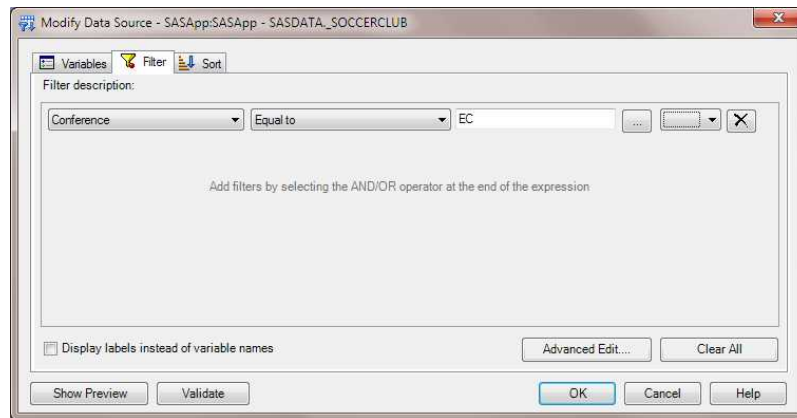 Modify Data Source - SASApp:SASApp - SASDATA._SOCCERCLUB
Variables Filter Sort
Filter description:
Conference Equal to EC ...
Add filters by selecting the AND/OR operator at the end of the expression
Display labels instead of variable names Advanced Edit.... Clear All
Show Preview Validate OK Cancel Help